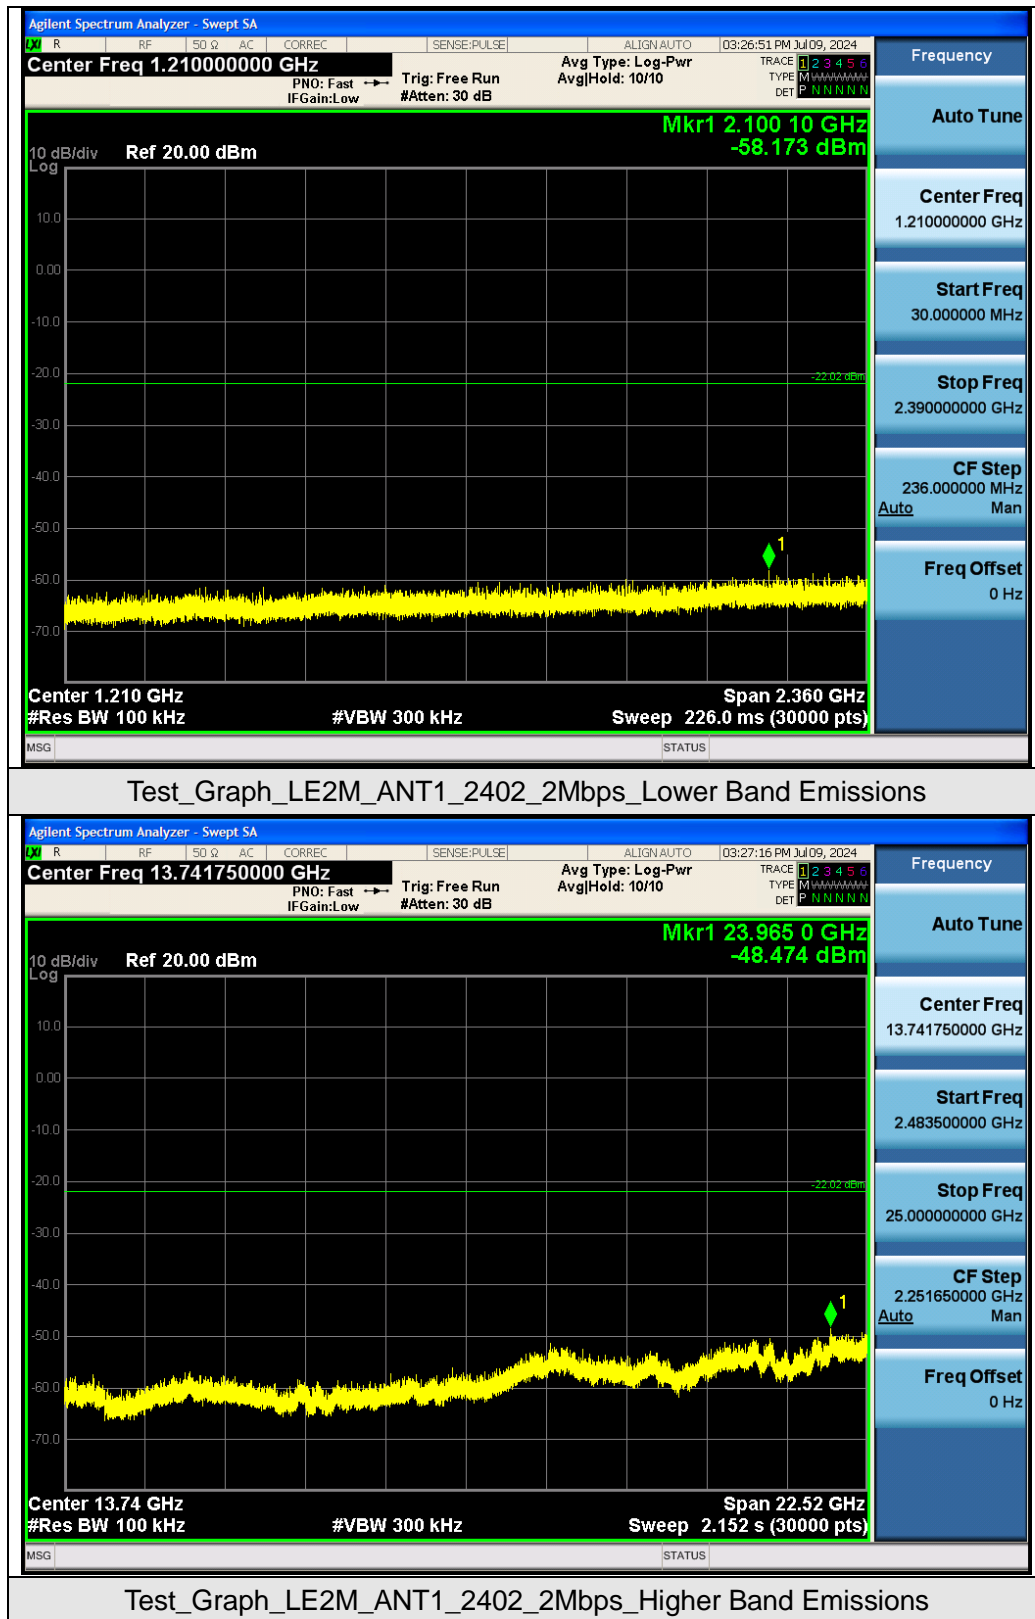 Agilent Spectrum Analyzer - Swept SA
LXI R RF 50 Ω AC CORREC SENSE:PULSE ALIGN AUTO 03:26:51 PM Jul 09, 2024
Center Freq 1.210000000 GHz
PNO: Fast
IFGain:Low
Trig: Free Run
#Atten: 30 dB
Avg Type: Log-Pwr
Avg|Hold: 10/10
TRACE 1 2 3 4 5 6
TYPE M
DET P N N N N N
Mkr1 2.100 10 GHz
-58.173 dBm
10 dB/div Ref 20.00 dBm
Log
10.0
0.00
-10.0
-20.0
-22.02 dBm
-30.0
-40.0
-50.0
1
-60.0
-70.0
Center 1.210 GHz Span 2.360 GHz
#Res BW 100 kHz #VBW 300 kHz Sweep 226.0 ms (30000 pts)
MSG STATUS
Frequency
Auto Tune
Center Freq
1.210000000 GHz
Start Freq
30.000000 MHz
Stop Freq
2.390000000 GHz
CF Step
236.000000 MHz
Auto Man
Freq Offset
0 Hz
Test_Graph_LE2M_ANT1_2402_2Mbps_Lower Band Emissions
Agilent Spectrum Analyzer - Swept SA
LXI R RF 50 Ω AC CORREC SENSE:PULSE ALIGN AUTO 03:27:16 PM Jul 09, 2024
Center Freq 13.741750000 GHz
PNO: Fast
IFGain:Low
Trig: Free Run
#Atten: 30 dB
Avg Type: Log-Pwr
Avg|Hold: 10/10
TRACE 1 2 3 4 5 6
TYPE M
DET P N N N N N
Mkr1 23.965 0 GHz
-48.474 dBm
10 dB/div Ref 20.00 dBm
Log
10.0
0.00
-10.0
-20.0
-22.02 dBm
-30.0
-40.0
1
-50.0
-60.0
-70.0
Center 13.74 GHz Span 22.52 GHz
#Res BW 100 kHz #VBW 300 kHz Sweep 2.152 s (30000 pts)
MSG STATUS
Frequency
Auto Tune
Center Freq
13.741750000 GHz
Start Freq
2.483500000 GHz
Stop Freq
25.000000000 GHz
CF Step
2.251650000 GHz
Auto Man
Freq Offset
0 Hz
Test_Graph_LE2M_ANT1_2402_2Mbps_Higher Band Emissions